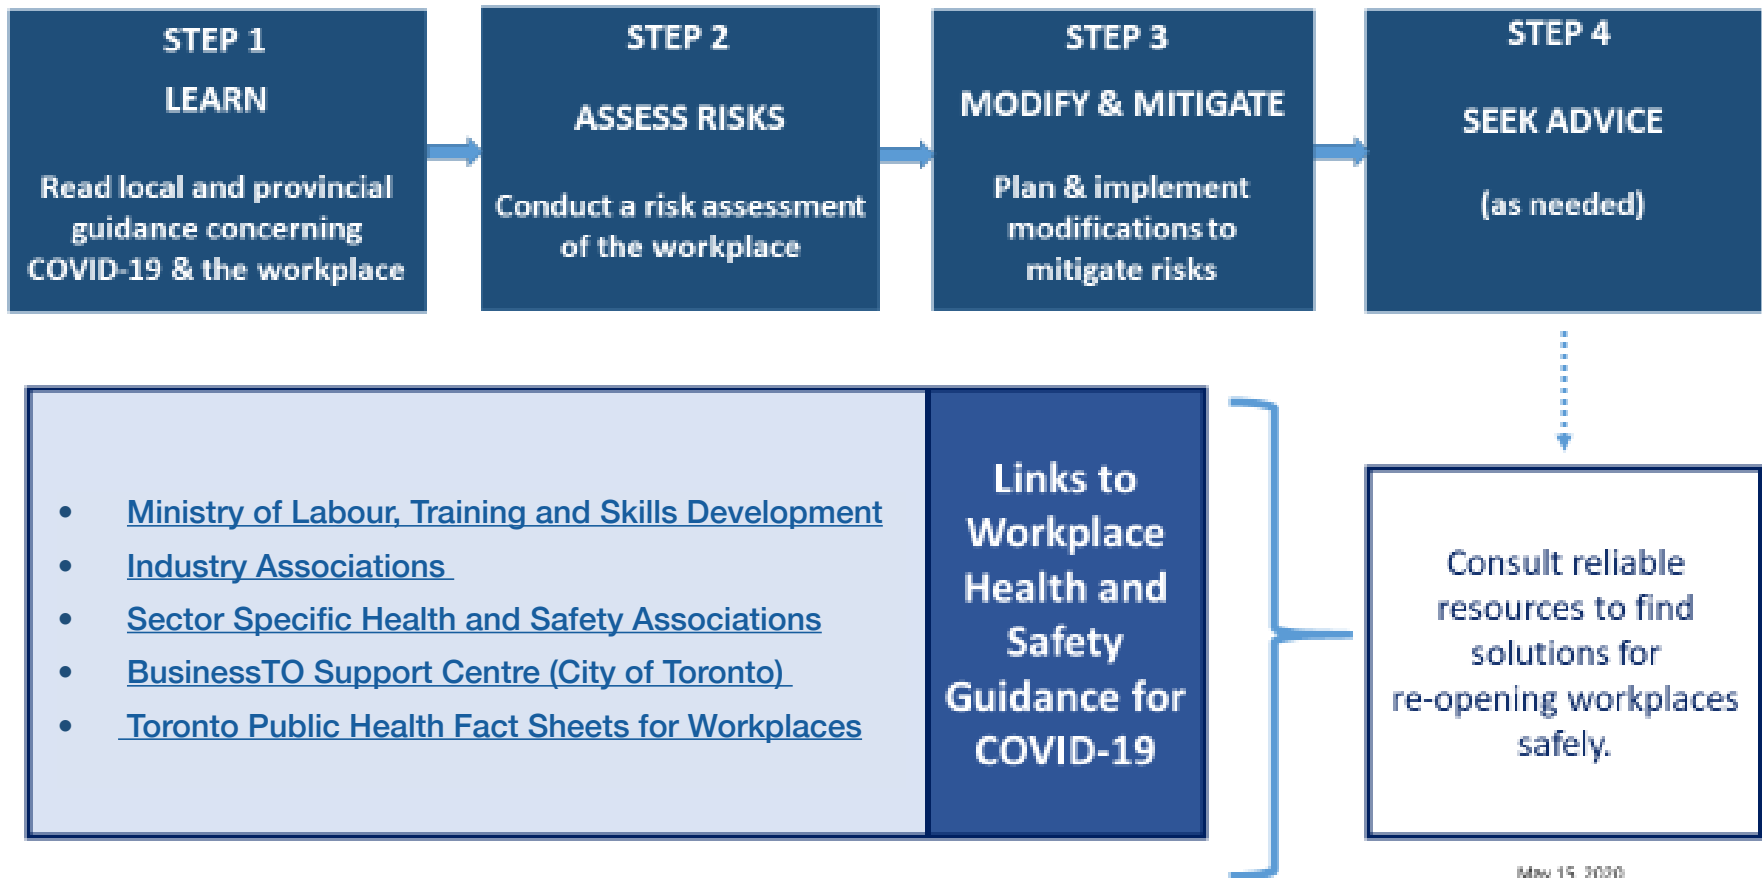 STEP 1
LEARN
Read local and provincial
guidance concerning
COVID-19 & the workplace
STEP 2
ASSESS RISKS
Conduct a risk assessment
of the workplace
STEP 3
MODIFY & MITIGATE
Plan & implement
modifications to
mitigate risks
STEP 4
SEEK ADVICE
(as needed)
• Ministry of Labour, Training and Skills Development
• Industry Associations
• Sector Specific Health and Safety Associations
• BusinessTO Support Centre (City of Toronto)
• Toronto Public Health Fact Sheets for Workplaces
Links to
Workplace
Health and
Safety
Guidance for
COVID-19
Consult reliable
resources to find
solutions for
re-opening workplaces
safely.
May 15, 2020